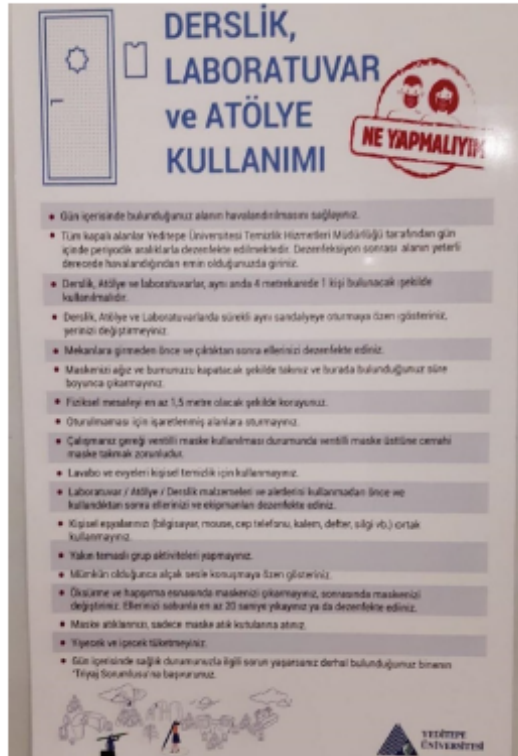 DERSLİK,
LABORATUVAR
ve ATÖLYE
KULLANIMI
NE YAPMALIYIM
• Gün içerisinde bulunduğunuz alanın havalandırılmasını sağlayınız.
• Tüm kapalı alanlar Yeditepe Üniversitesi Temizlik Hizmetleri Müdürlüğü tarafından gün
içinde periyodik aralıklarla dezenfekte edilmektedir. Dezenfeksiyon sonrası alanın yeterli
derecede havalandığından emin olduğunuzda giriniz.
• Derslik, Atölye ve laboratuvarlar, aynı anda 4 metrekarede 1 kişi bulunacak şekilde
kullanılmalıdır.
• Derslik, Atölye ve Laboratuvarlarda sürekli aynı sandalyeye oturmaya özen gösteriniz,
yerinizi değiştirmeyiniz.
• Mekanlara girmeden önce ve çıktıktan sonra ellerinizi dezenfekte ediniz.
• Maskenizi ağız ve burnunuzu kapatacak şekilde takınız ve burada bulunduğunuz süre
boyunca çıkarmayınız.
• Fiziksel mesafeyi en az 1,5 metre olacak şekilde koruyunuz.
• Oturulmaması için işaretlenmiş alanlara oturmayınız.
• Çalışmanız gereği ventilli maske kullanılması durumunda ventilli maske üstüne cerrahi
maske takmak zorunludur.
• Lavabo ve evyeleri kişisel temizlik için kullanmayınız.
• Laboratuvar / Atölye / Derslik malzemeleri ve aletlerini kullanmadan önce ve
kullandıktan sonra ellerinizi ve ekipmanları dezenfekte ediniz.
• Kişisel eşyalarınızı (bilgisayar, mouse, cep telefonu, kalem, defter, silgi vb.) ortak
kullanmayınız.
• Yakın temaslı grup aktiviteleri yapmayınız.
• Mümkün olduğunca alçak sesle konuşmaya özen gösteriniz.
• Öksürme ve hapşırma esnasında maskenizi çıkarmayınız, sonrasında maskenizi
değiştiriniz. Ellerinizi sabunla en az 20 saniye yıkayınız ya da dezenfekte ediniz.
• Maske atıklarınızı, sadece maske atık kutularına atınız.
• Yiyecek ve içecek tüketmeyiniz.
• Gün içerisinde sağlık durumunuzla ilgili sorun yaşarsanız derhal bulunduğunuz binanın
'Triyaj Sorumlusu'na başvurunuz.
YEDİTEPE
ÜNİVERSİTESİ